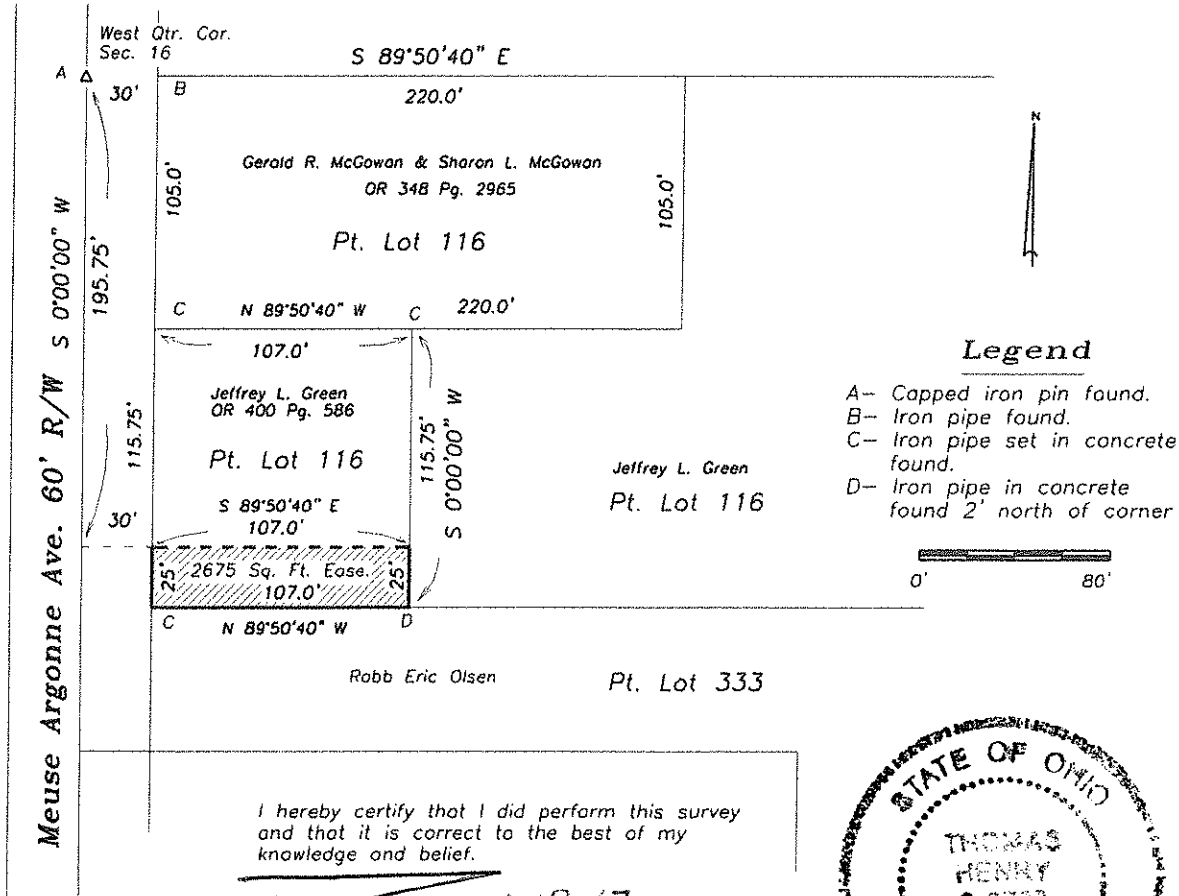 West Qtr. Cor.
Sec. 16
S 89°50'40" E
A
30'
B
220.0'
N
Gerald R. McGowan & Sharon L. McGowan
OR 348 Pg. 2965
105.0'
105.0'
Pt. Lot 116
195.75'
Meuse Argonne Ave. 60' R/W S 0°00'00" W
C
N 89°50'40" W
C
220.0'
107.0'
Legend
A- Capped iron pin found.
B- Iron pipe found.
C- Iron pipe set in concrete
found.
D- Iron pipe in concrete
found 2' north of corner
Jeffrey L. Green
OR 400 Pg. 586
115.75'
115.75'
S 0°00'00" W
Pt. Lot 116
Jeffrey L. Green
Pt. Lot 116
S 89°50'40" E
30'
107.0'
0'
80'
25'
2675 Sq. Ft. Ease.
25'
107.0'
C
N 89°50'40" W
D
Robb Eric Olsen
Pt. Lot 333
I hereby certify that I did perform this survey
and that it is correct to the best of my
knowledge and belief.
STATE OF OHIO
THOMAS
HENRY